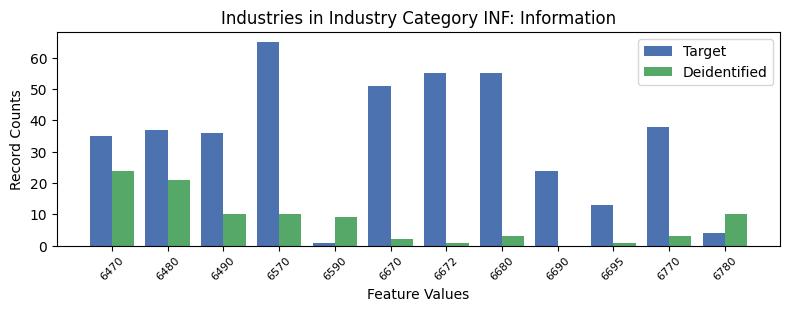 Industries in Industry Category INF: Information
Target
Deidentified
Record Counts
60
50
40
30
20
10
0
6470 6480 6490 6570 6590 6670 6672 6680 6690 6695 6770 6780
Feature Values